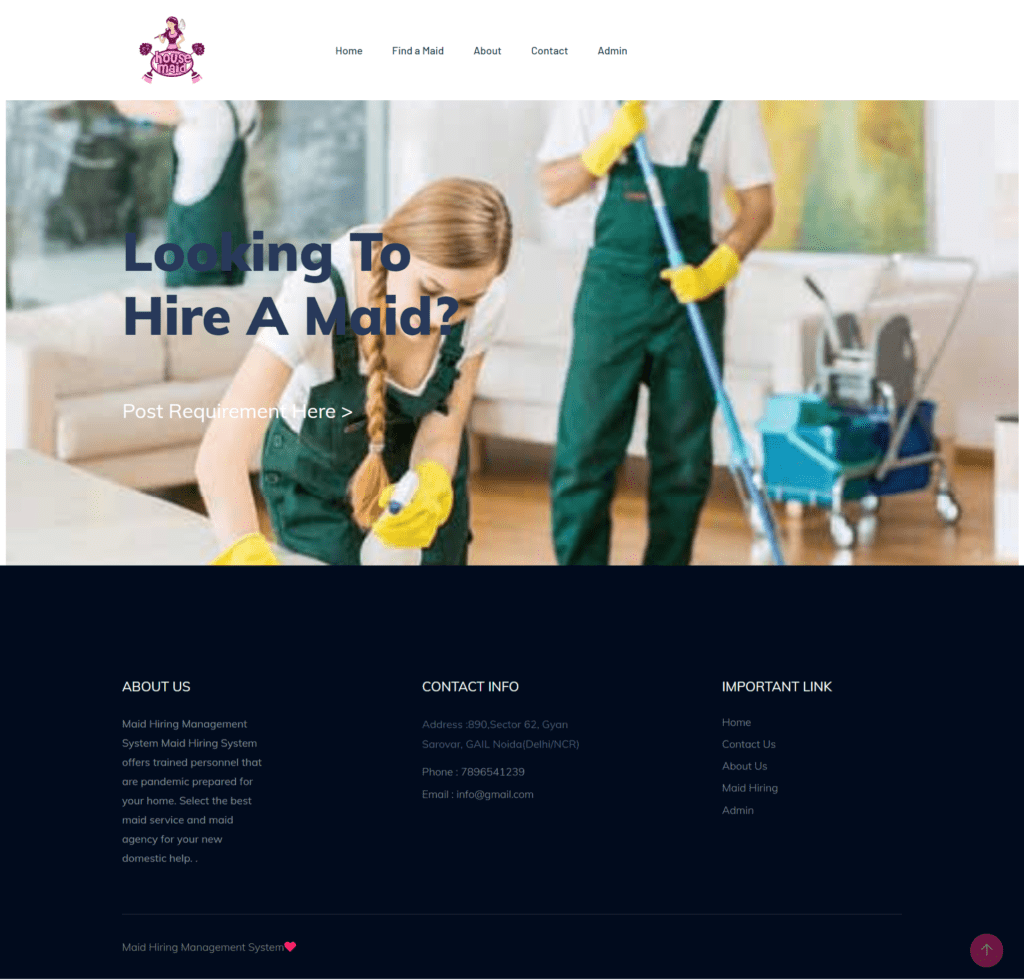 house
maid
Home
Find a Maid
About
Contact
Admin
Looking To
Hire A Maid?
Post Requirement Here >
ABOUT US
Maid Hiring Management
System Maid Hiring System
offers trained personnel that
are pandemic prepared for
your home. Select the best
maid service and maid
agency for your new
domestic help. .
CONTACT INFO
Address :890,Sector 62, Gyan
Sarovar, GAIL Noida(Delhi/NCR)
Phone : 7896541239
Email : info@gmail.com
IMPORTANT LINK
Home
Contact Us
About Us
Maid Hiring
Admin
Maid Hiring Management System